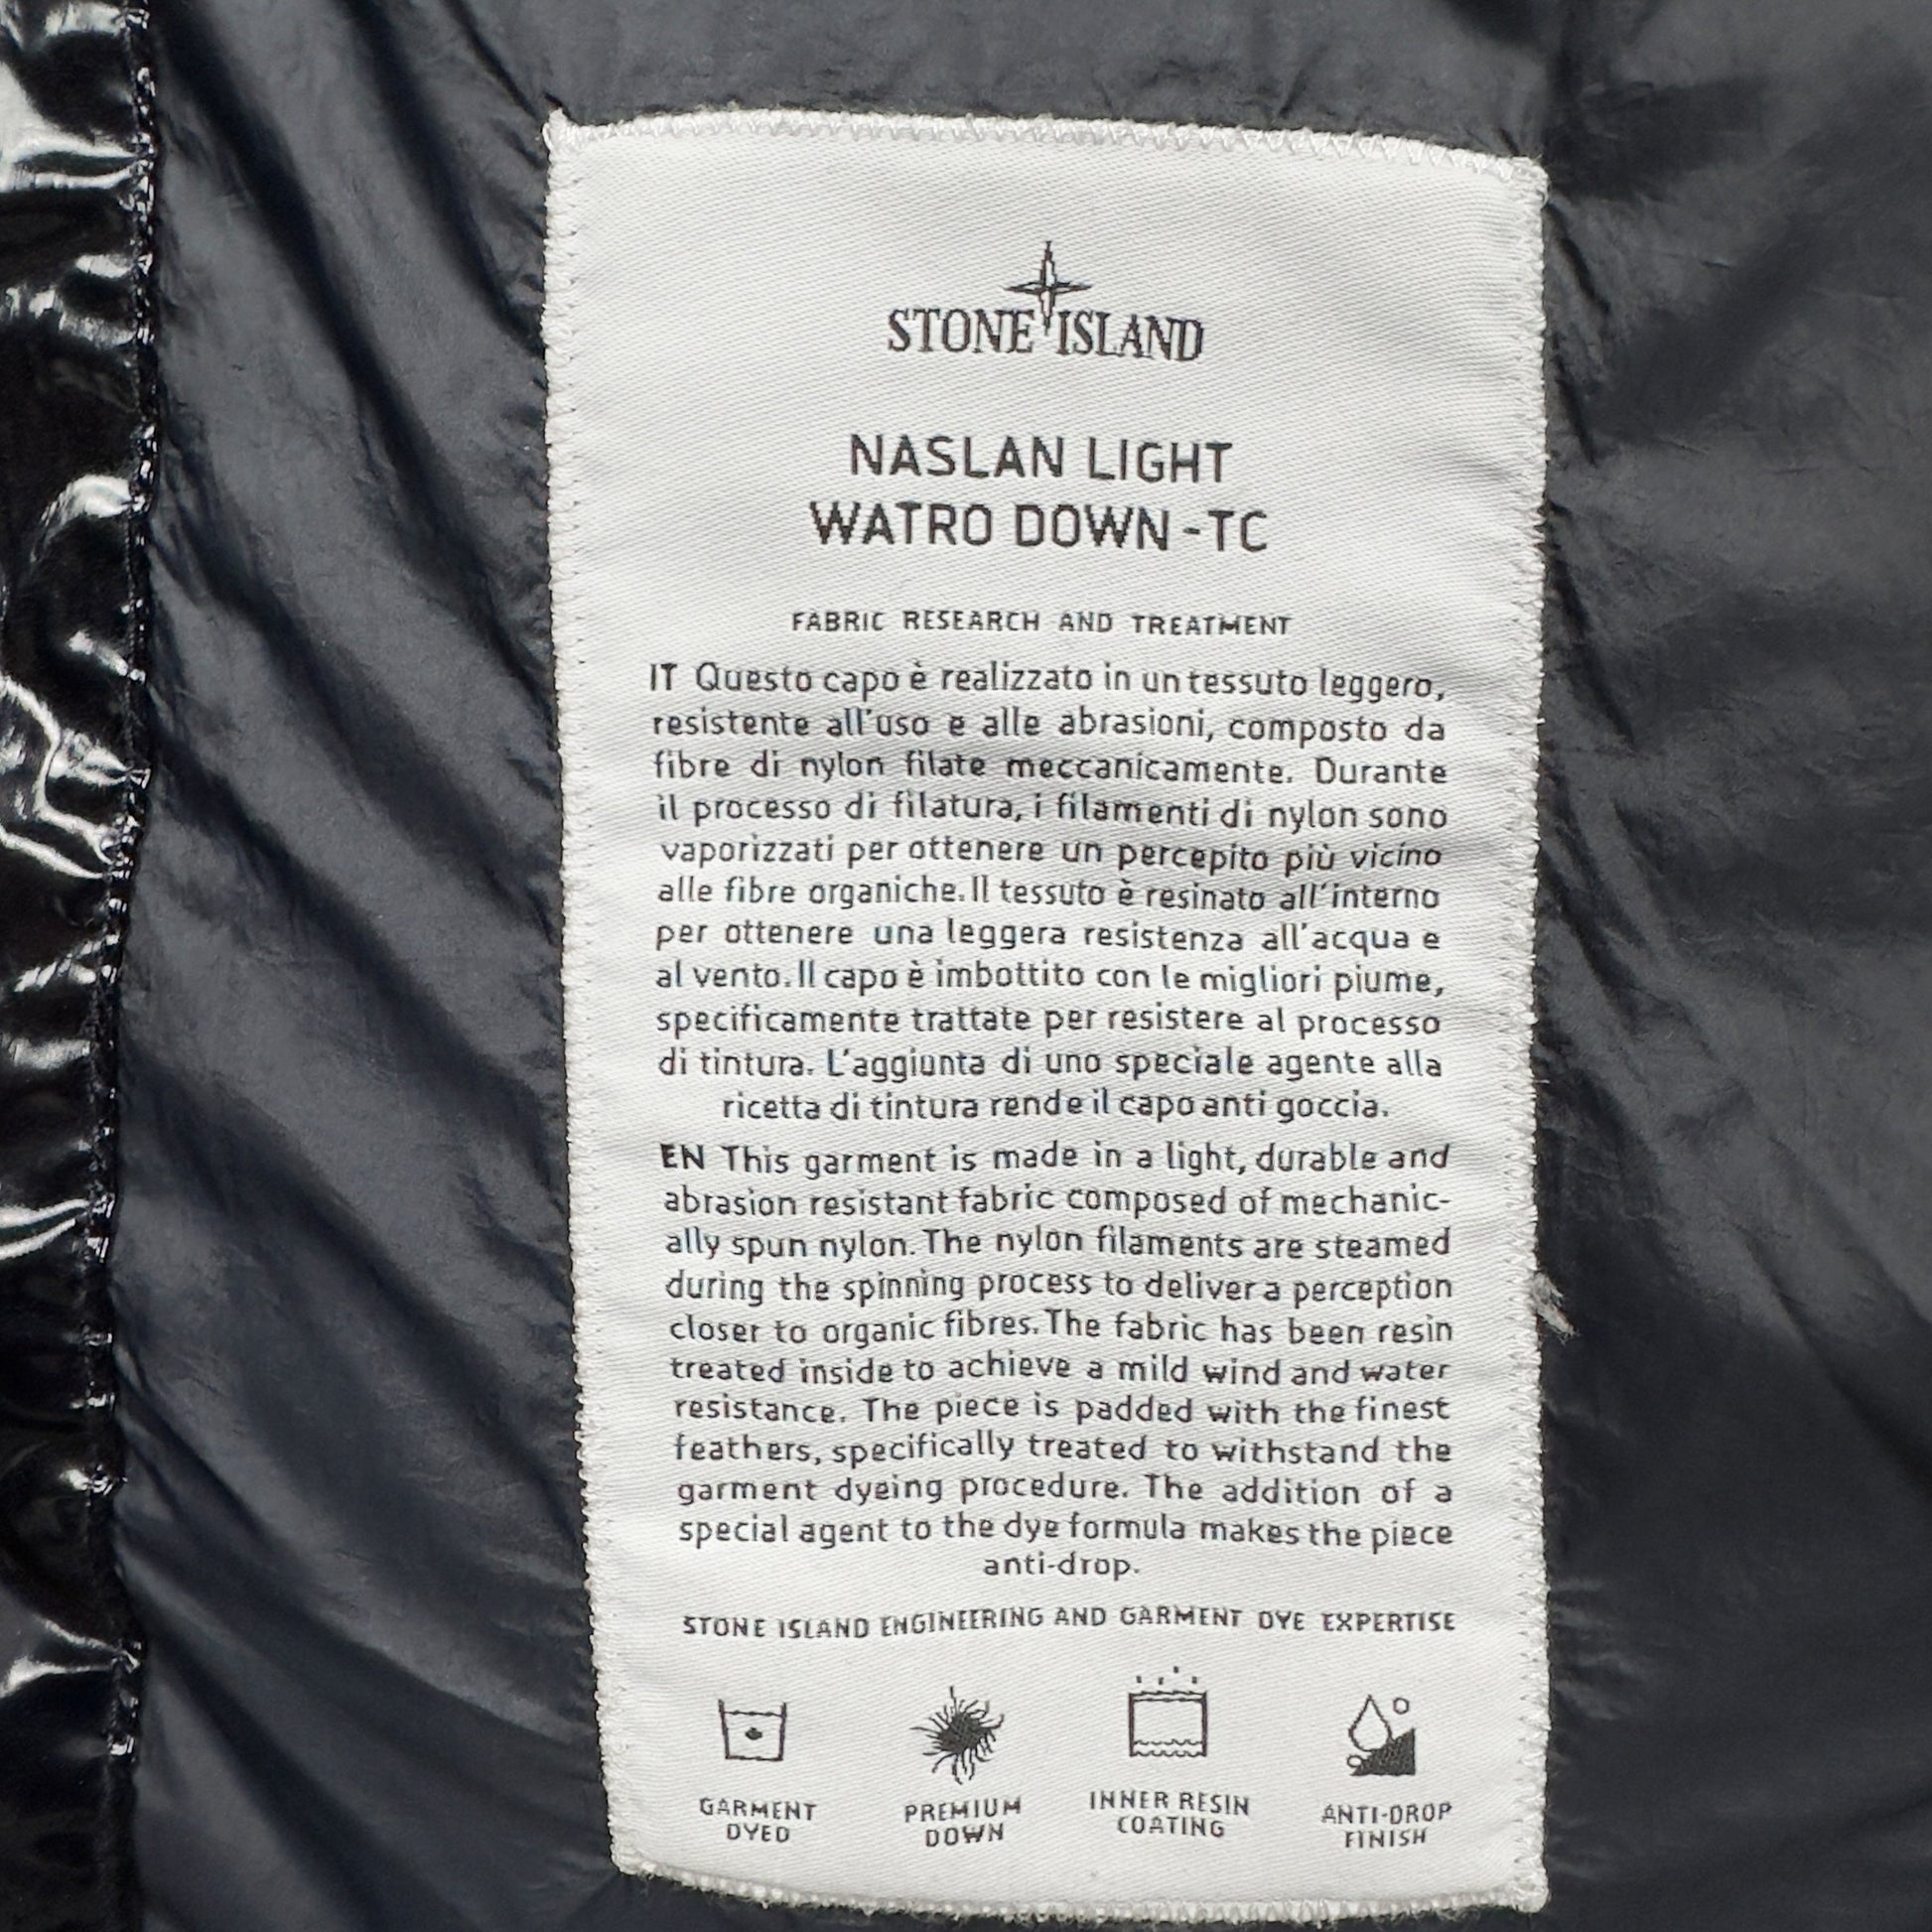 STONE ISLAND
NASLAN LIGHT
WATRO DOWN-TC
FABRIC RESEARCH AND TREATMENT
IT Questo capo è realizzato in un tessuto leggero,
resistente all'uso e alle abrasioni, composto da
fibre di nylon filate meccanicamente. Durante
il processo di filatura, i filamenti di nylon sono
vaporizzati per ottenere un percepito più vicino
alle fibre organiche. Il tessuto è resinato all'interno
per ottenere una leggera resistenza all'acqua e
al vento. Il capo è imbottito con le migliori piume,
specificamente trattate per resistere al processo
di tintura. L'aggiunta di uno speciale agente alla
ricetta di tintura rende il capo anti goccia.
EN This garment is made in a light, durable and
abrasion resistant fabric composed of mechanic-
ally spun nylon. The nylon filaments are steamed
during the spinning process to deliver a perception
closer to organic fibres. The fabric has been resin
treated inside to achieve a mild wind and water
resistance. The piece is padded with the finest
feathers, specifically treated to withstand the
garment dyeing procedure. The addition of a
special agent to the dye formula makes the piece
anti-drop.
STONE ISLAND ENGINEERING AND GARMENT DYE EXPERTISE
GARMENT
DYED
PREMIUM
DOWN
INNER RESIN
COATING
ANTI-DROP
FINISH